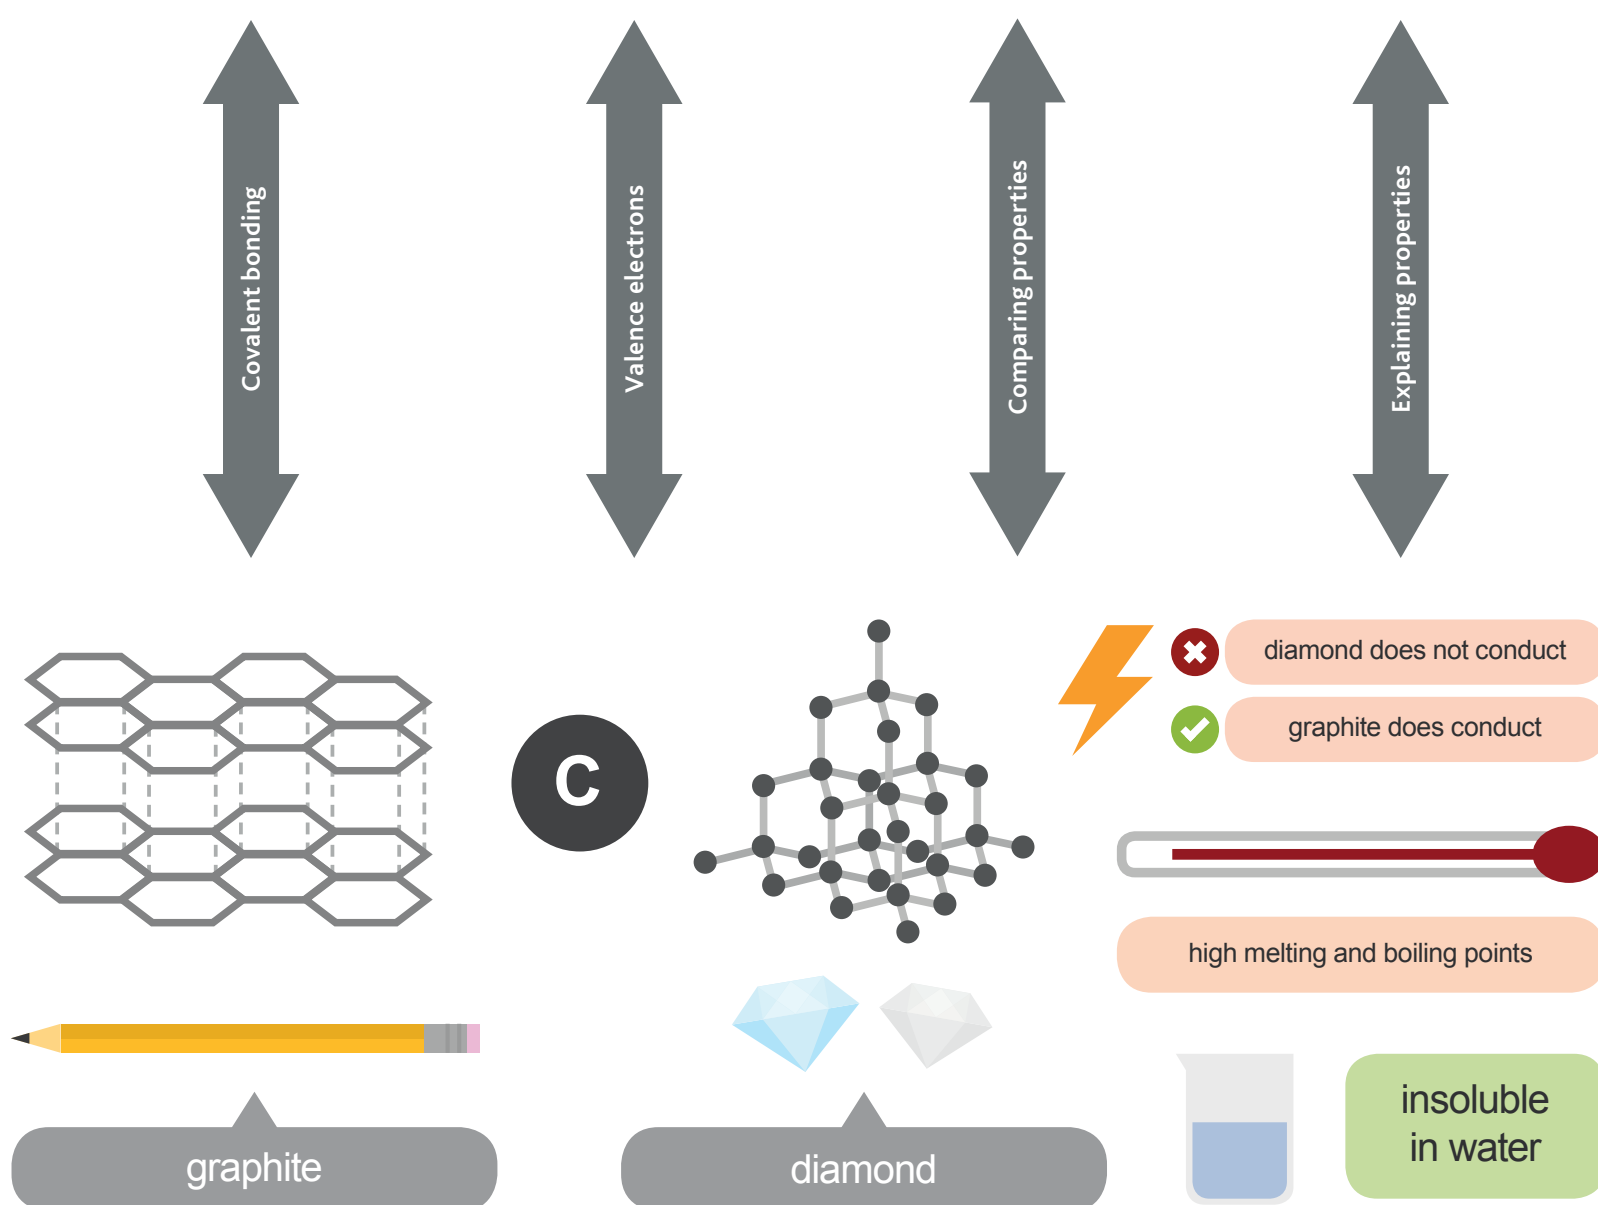 Covalent bonding
Valence electrons
Comparing properties
Explaining properties
C
diamond does not conduct
graphite does conduct
high melting and boiling points
insoluble
in water
graphite
diamond